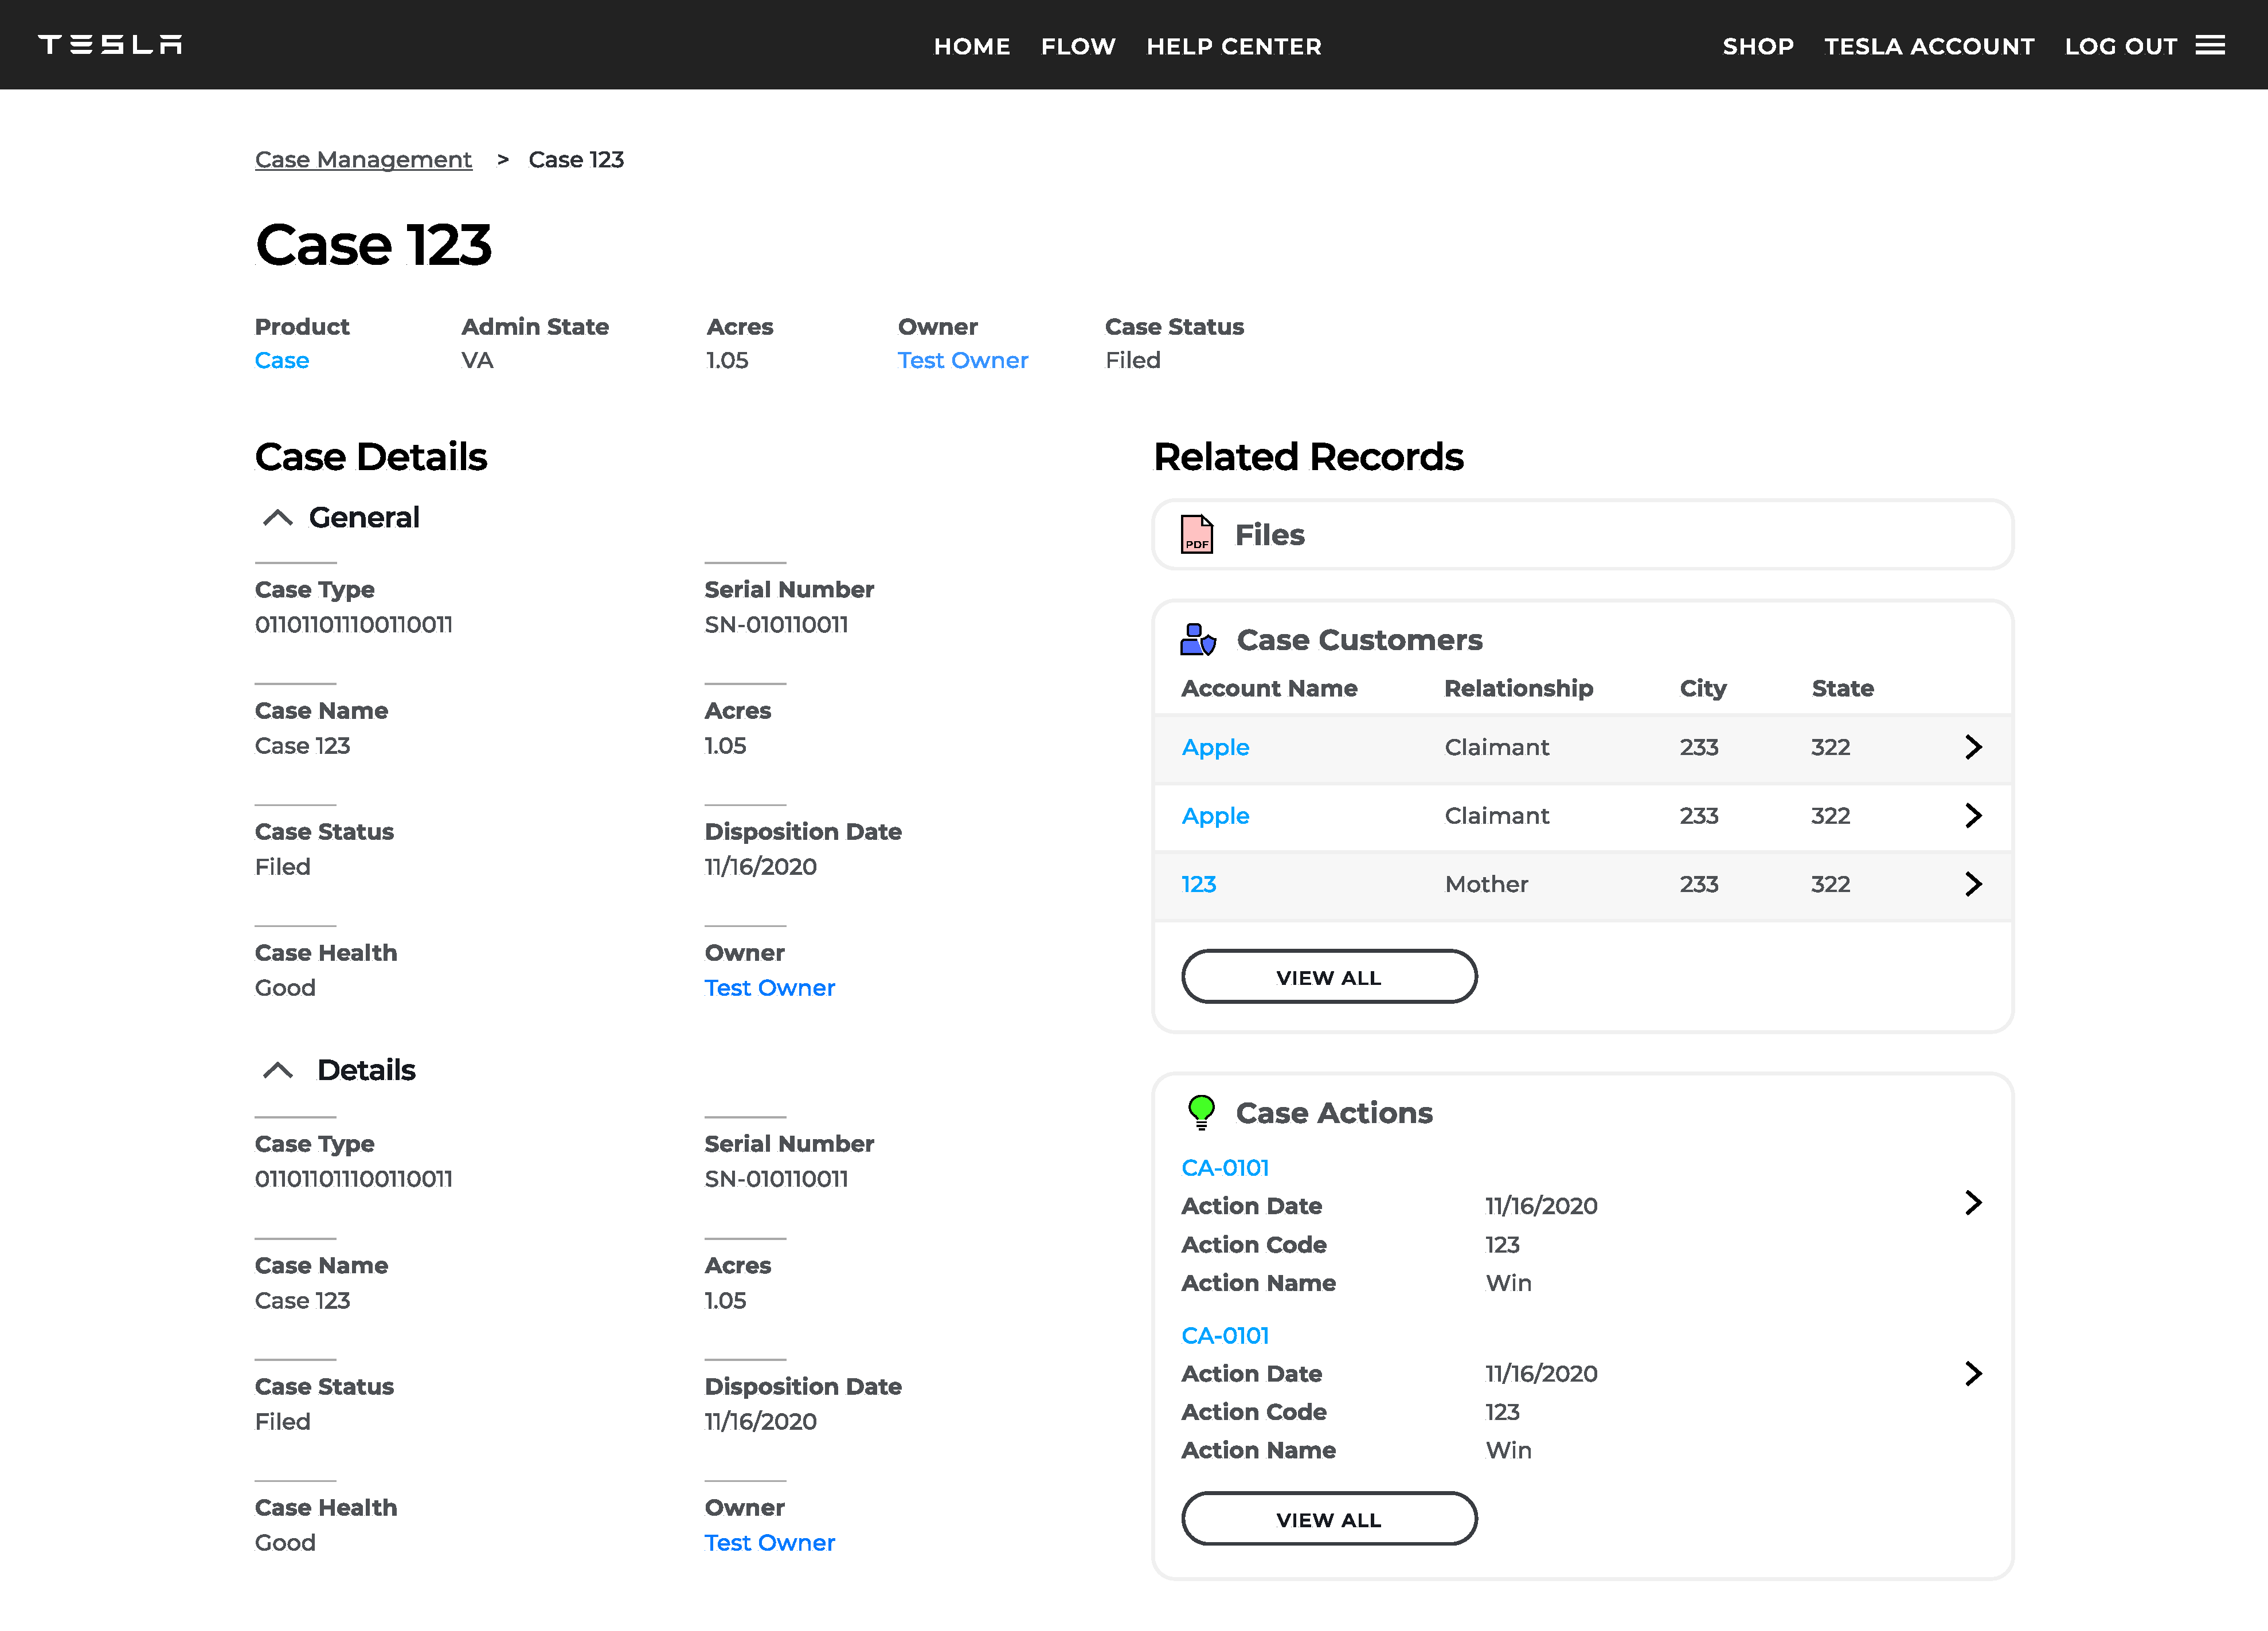 TESLA HOME FLOW HELP CENTER SHOP TESLA ACCOUNT LOG OUT
Case Management > Case 123
Case 123
Product Admin State Acres Owner Case Status
Case VA 1.05 Test Owner Filed
Case Details
General
Case Type Serial Number
011011011100110011 SN-010110011
Case Name Acres
Case 123 1.05
Case Status Disposition Date
Filed 11/16/2020
Case Health Owner
Good Test Owner
Details
Case Type Serial Number
011011011100110011 SN-010110011
Case Name Acres
Case 123 1.05
Case Status Disposition Date
Filed 11/16/2020
Case Health Owner
Good Test Owner
Related Records
PDF Files
Case Customers
Account Name Relationship City State
Apple Claimant 233 322
Apple Claimant 233 322
123 Mother 233 322
VIEW ALL
Case Actions
CA-0101
Action Date 11/16/2020
Action Code 123
Action Name Win
CA-0101
Action Date 11/16/2020
Action Code 123
Action Name Win
VIEW ALL